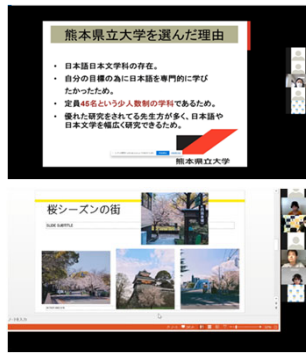 熊本県立大学を選んだ理由
・ 日本語日本文学科の存在。
・ 自分の目標の為に日本語を専門的に学び
たかったため。
・ 定員45名という少人数制の学科であるため。
・ 優れた研究をされてる先生方が多く、日本語や
日本文学を幅広く研究できるため。
熊本県立大学
桜シーズンの街
SLIDE SUBTITLE